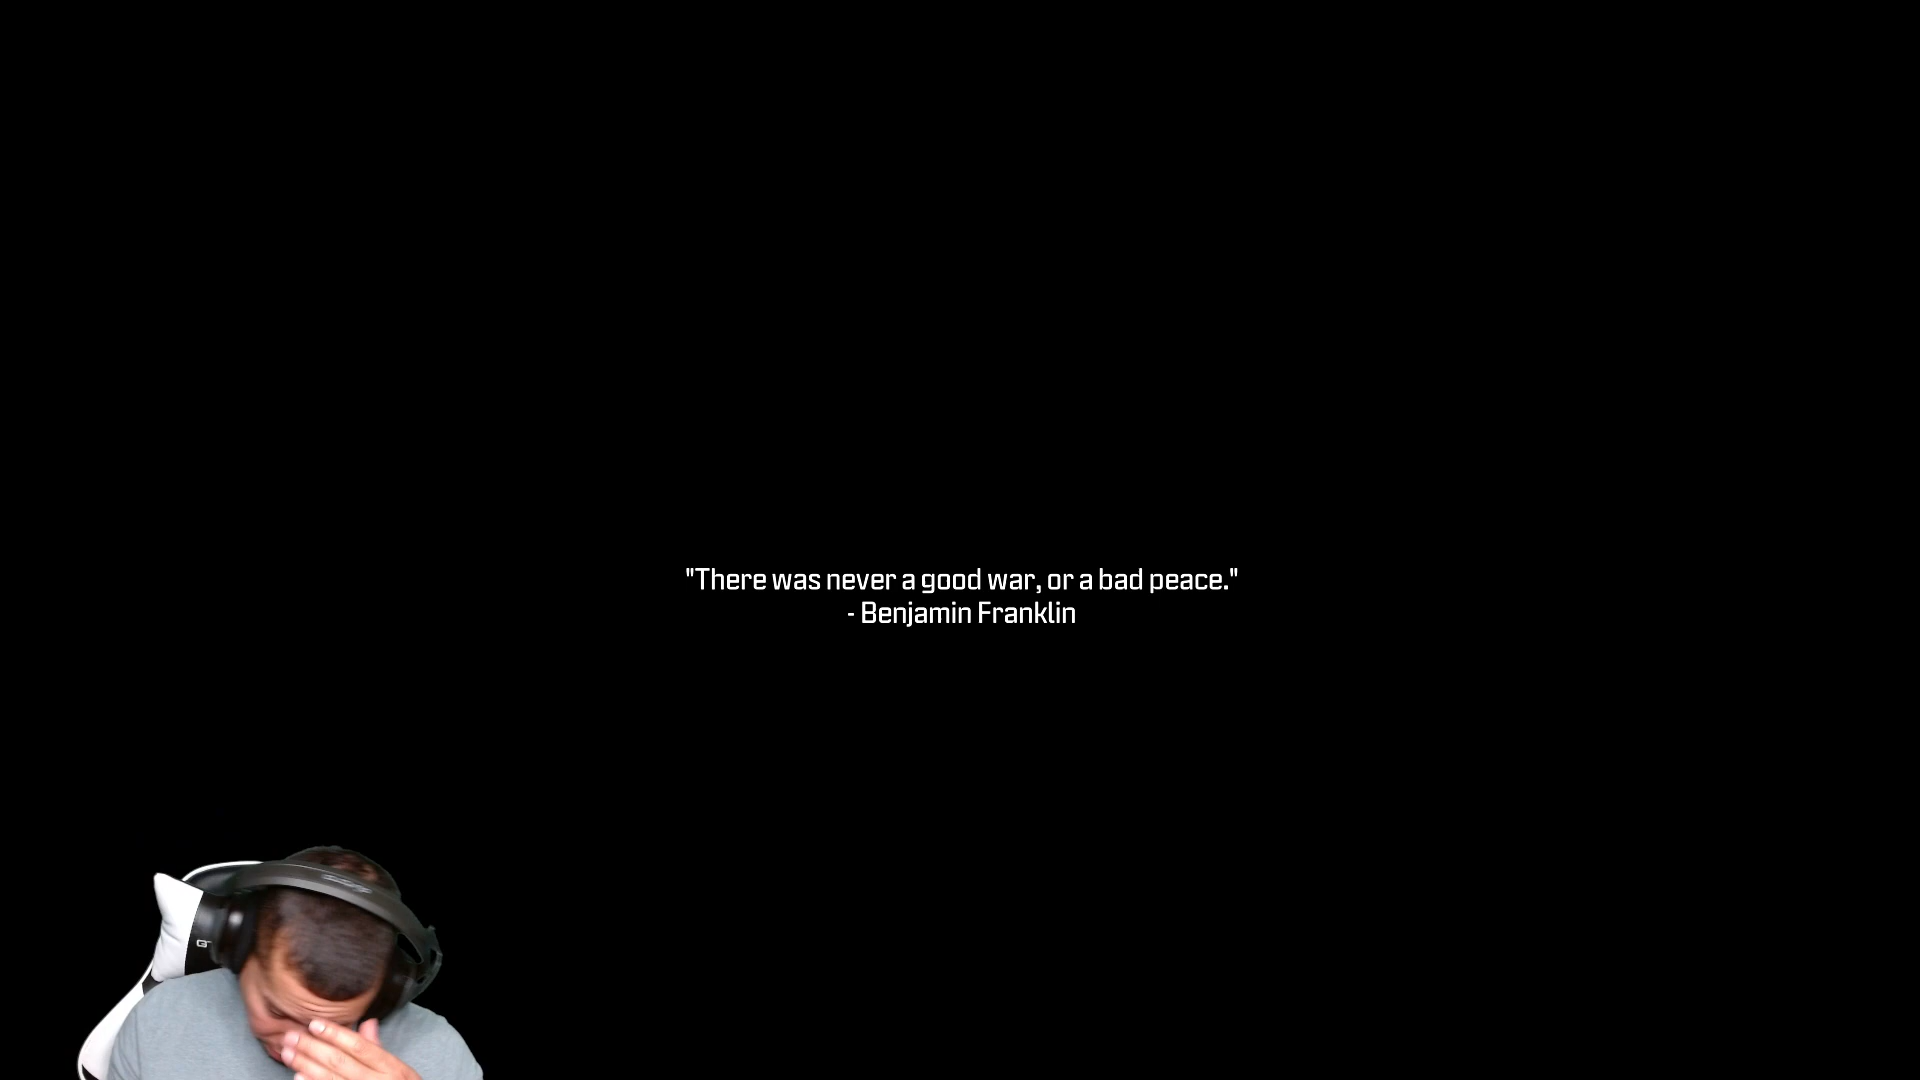 "There was never a good war, or a bad peace."
- Benjamin Franklin